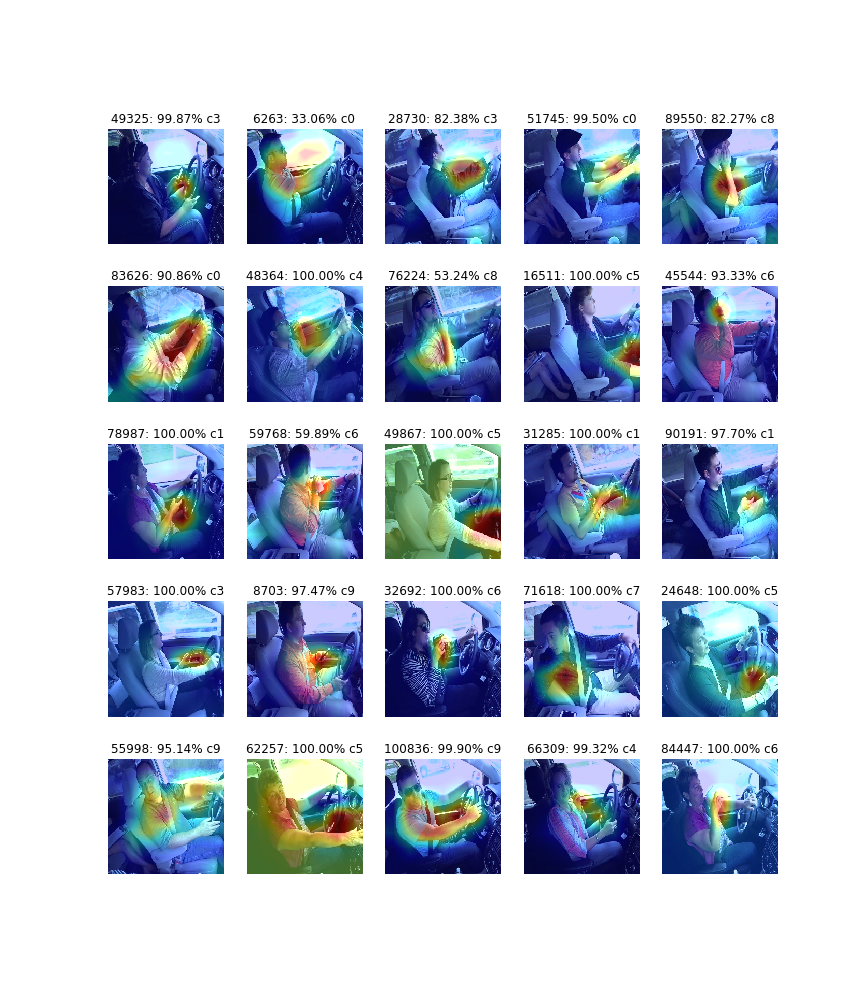 49325: 99.87% c3
6263: 33.06% c0
28730: 82.38% c3
51745: 99.50% c0
89550: 82.27% c8
83626: 90.86% c0
48364: 100.00% c4
76224: 53.24% c8
16511: 100.00% c5
45544: 93.33% c6
78987: 100.00% c1
59768: 59.89% c6
49867: 100.00% c5
31285: 100.00% c1
90191: 97.70% c1
57983: 100.00% c3
8703: 97.47% c9
32692: 100.00% c6
71618: 100.00% c7
24648: 100.00% c5
55998: 95.14% c9
62257: 100.00% c5
100836: 99.90% c9
66309: 99.32% c4
84447: 100.00% c6